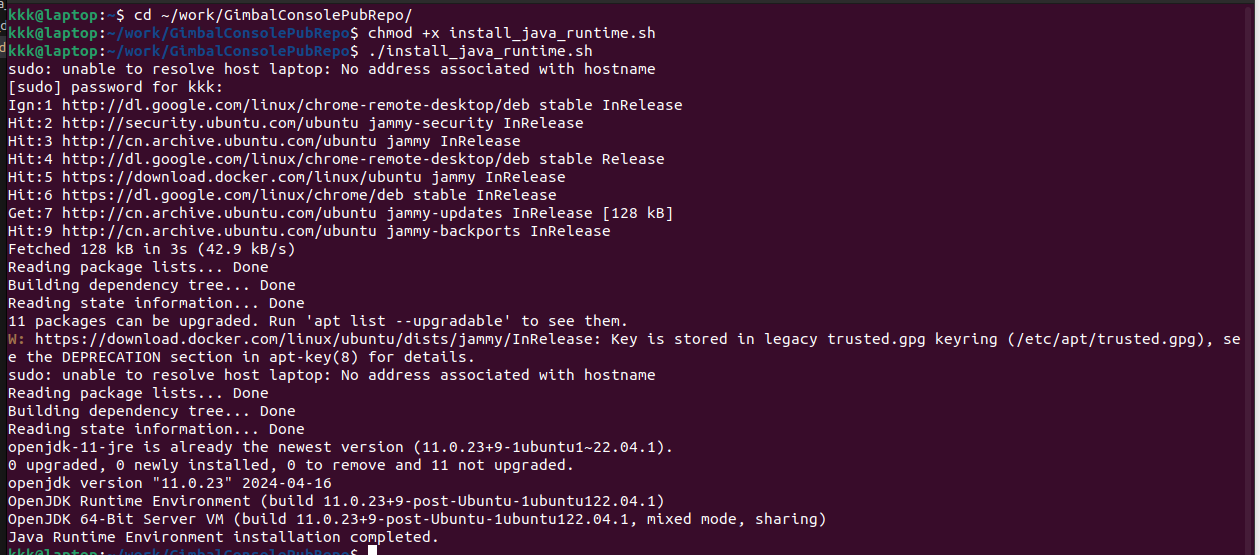 kkk@laptop:~$ cd ~/work/GimbalConsolePubRepo/
kkk@laptop:~/work/GimbalConsolePubRepo$ chmod +x install_java_runtime.sh
kkk@laptop:~/work/GimbalConsolePubRepo$ ./install_java_runtime.sh
sudo: unable to resolve host laptop: No address associated with hostname
[sudo] password for kkk:
Ign:1 http://dl.google.com/linux/chrome-remote-desktop/deb stable InRelease
Hit:2 http://security.ubuntu.com/ubuntu jammy-security InRelease
Hit:3 http://cn.archive.ubuntu.com/ubuntu jammy InRelease
Hit:4 http://dl.google.com/linux/chrome-remote-desktop/deb stable Release
Hit:5 https://download.docker.com/linux/ubuntu jammy InRelease
Hit:6 https://dl.google.com/linux/chrome/deb stable InRelease
Get:7 http://cn.archive.ubuntu.com/ubuntu jammy-updates InRelease [128 kB]
Hit:9 http://cn.archive.ubuntu.com/ubuntu jammy-backports InRelease
Fetched 128 kB in 3s (42.9 kB/s)
Reading package lists... Done
Building dependency tree... Done
Reading state information... Done
11 packages can be upgraded. Run 'apt list --upgradable' to see them.
W: https://download.docker.com/linux/ubuntu/dists/jammy/InRelease: Key is stored in legacy trusted.gpg keyring (/etc/apt/trusted.gpg), se
e the DEPRECATION section in apt-key(8) for details.
sudo: unable to resolve host laptop: No address associated with hostname
Reading package lists... Done
Building dependency tree... Done
Reading state information... Done
openjdk-11-jre is already the newest version (11.0.23+9-1ubuntu1~22.04.1).
0 upgraded, 0 newly installed, 0 to remove and 11 not upgraded.
openjdk version "11.0.23" 2024-04-16
OpenJDK Runtime Environment (build 11.0.23+9-post-Ubuntu-1ubuntu122.04.1)
OpenJDK 64-Bit Server VM (build 11.0.23+9-post-Ubuntu-1ubuntu122.04.1, mixed mode, sharing)
Java Runtime Environment installation completed.
kkk@laptop:~/work/GimbalConsolePubRepo$